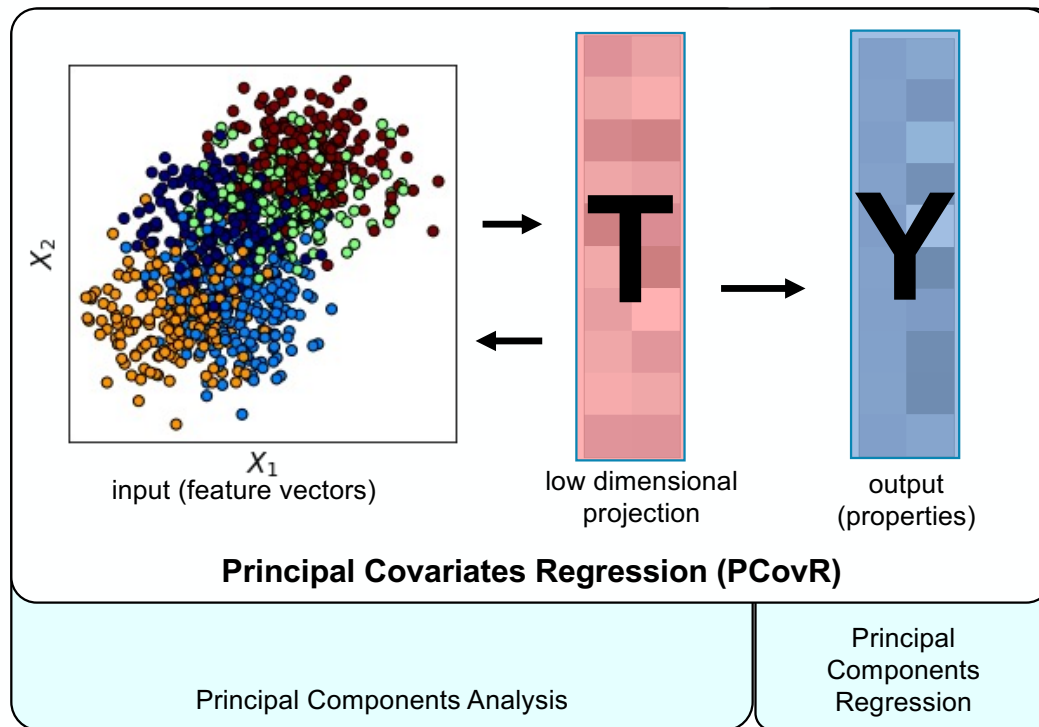 X₂
X₁
input (feature vectors)
T
low dimensional
projection
Y
output
(properties)
Principal Covariates Regression (PCovR)
Principal Components Analysis
Principal
Components
Regression